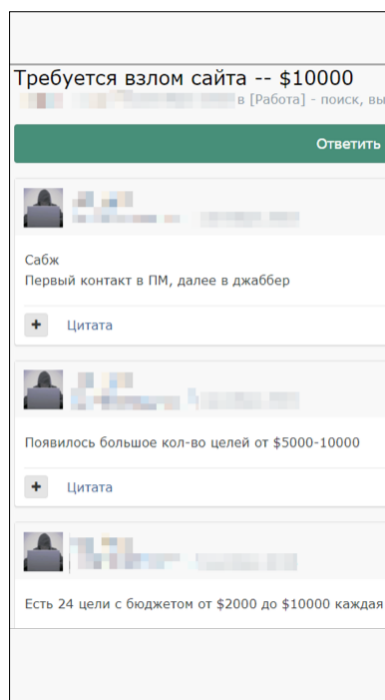 Требуется взлом сайта -- $10000
в [Работа] - поиск, вы
Ответить
Сабж
Первый контакт в ПМ, далее в джаббер
+ Цитата
Появилось большое кол-во целей от $5000-10000
+ Цитата
Есть 24 цели с бюджетом от $2000 до $10000 каждая